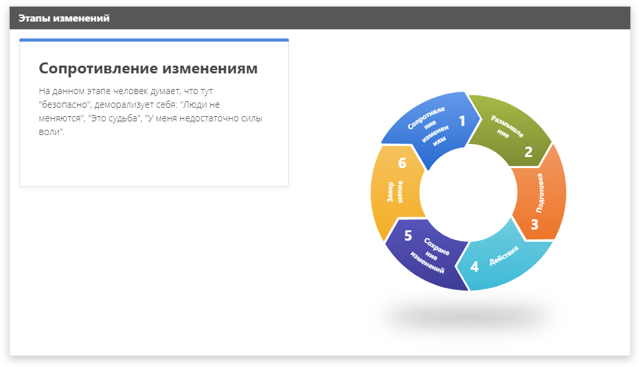 Этапы изменений
Сопротивление изменениям
На данном этапе человек думает, что тут
"безопасно", деморализует себя: "Люди не
меняются", "Это судьба", "У меня недостаточно силы
воли".
Сопротивле
ние
изменен
иям
1
Размышле
ние
2
Подготовка
3
Действия
4
Сохране
ние
изменений
5
Завер
шение
6